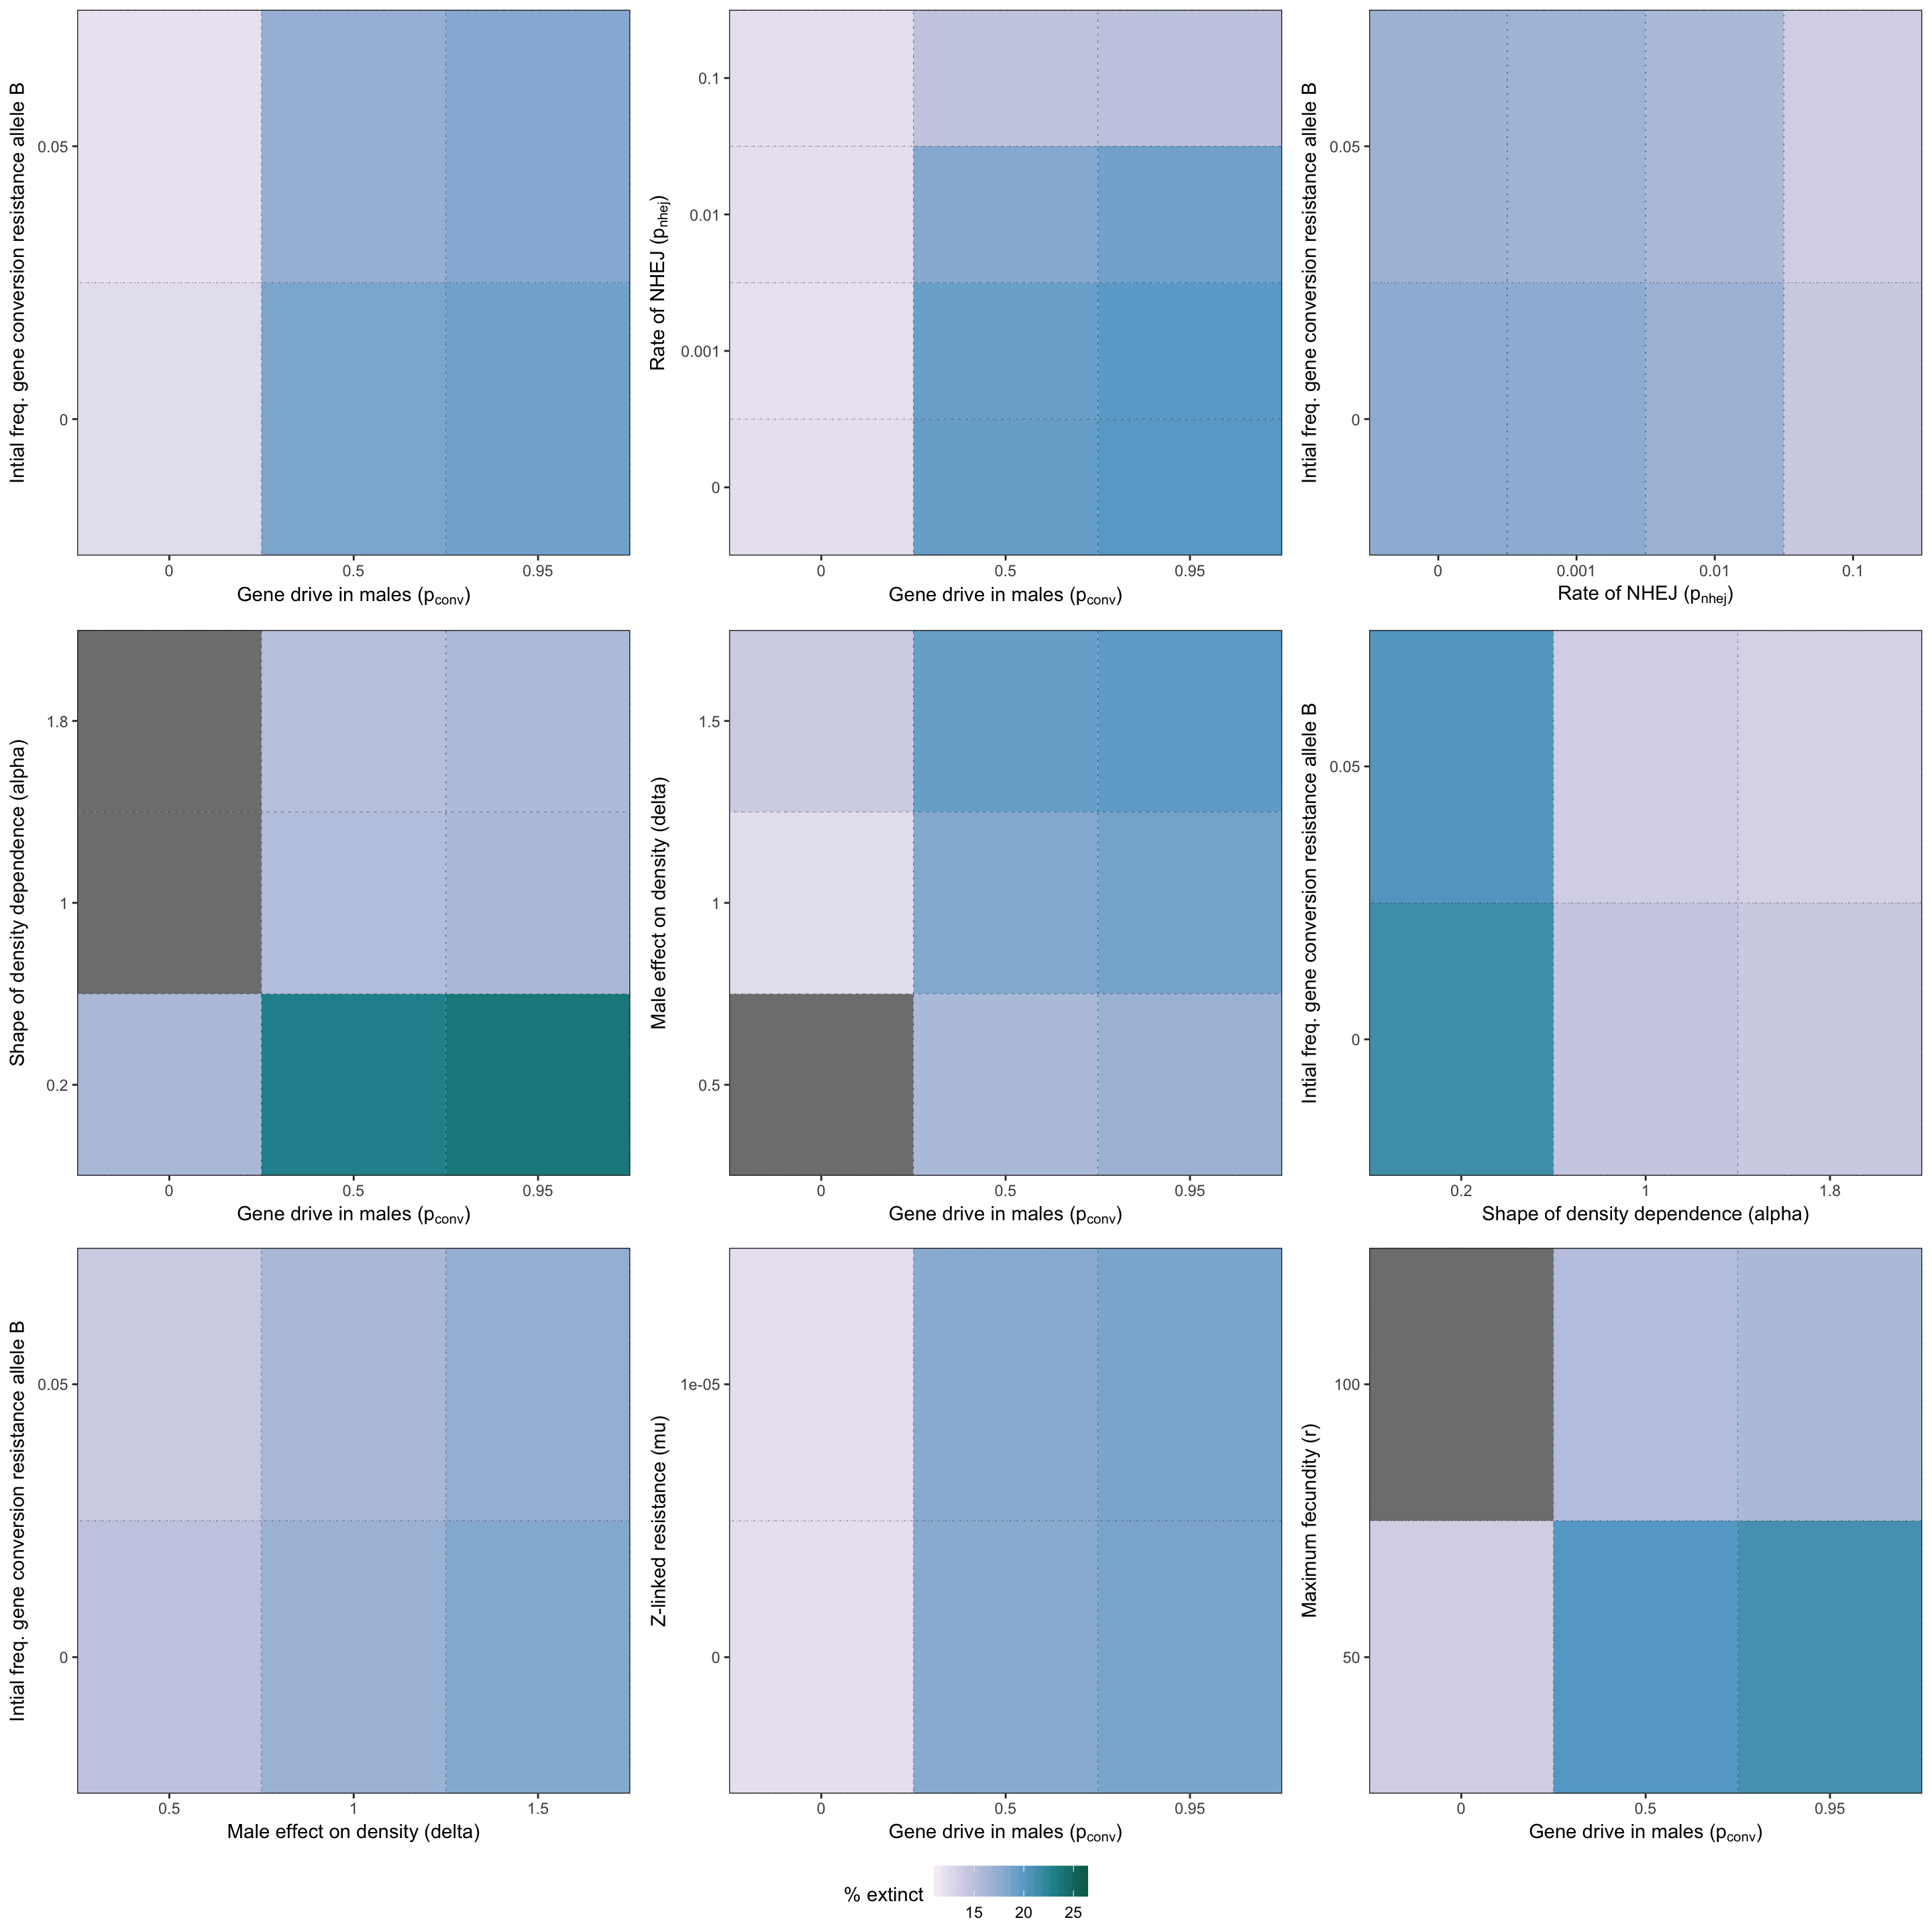 Intial freq. gene conversion resistance allele B
0.05
0
0
0.5
0.95
Gene drive in males (pconv)
Rate of NHEJ (pnhej)
0.1
0.01
0.001
0
0
0.5
0.95
Gene drive in males (pconv)
Intial freq. gene conversion resistance allele B
0.05
0
0
0.001
0.01
0.1
Rate of NHEJ (pnhej)
Shape of density dependence (alpha)
1.8
1
0.2
0
0.5
0.95
Gene drive in males (pconv)
Male effect on density (delta)
1.5
1
0.5
0
0.5
0.95
Gene drive in males (pconv)
Intial freq. gene conversion resistance allele B
0.05
0
0.2
1
1.8
Shape of density dependence (alpha)
Intial freq. gene conversion resistance allele B
0.05
0
0.5
1
1.5
Male effect on density (delta)
Z-linked resistance (mu)
1e-05
0
0
0.5
0.95
Gene drive in males (pconv)
Maximum fecundity (r)
100
50
0
0.5
0.95
Gene drive in males (pconv)
% extinct
15
20
25